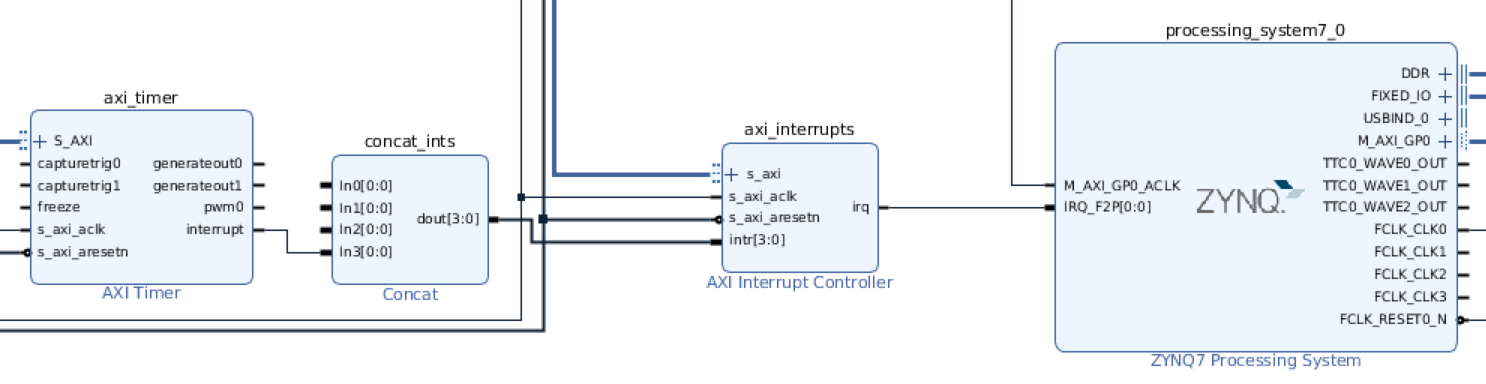 axi_timer
S_AXI
capturetrig0 generateout0
capturetrig1 generateout1
freeze pwm0
s_axi_aclk interrupt
s_axi_aresetn
AXI Timer
concat_ints
In0[0:0]
In1[0:0]
dout[3:0]
In2[0:0]
In3[0:0]
Concat
axi_interrupts
s_axi
s_axi_aclk
irq
s_axi_aresetn
intr[3:0]
AXI Interrupt Controller
processing_system7_0
DDR
FIXED_IO
USBIND_0
M_AXI_GP0
TTC0_WAVE0_OUT
M_AXI_GP0_ACLK ZYNQ. TTC0_WAVE1_OUT
IRQ_F2P[0:0] TTC0_WAVE2_OUT
FCLK_CLK0
FCLK_CLK1
FCLK_CLK2
FCLK_CLK3
FCLK_RESET0_N
ZYNQ7 Processing System